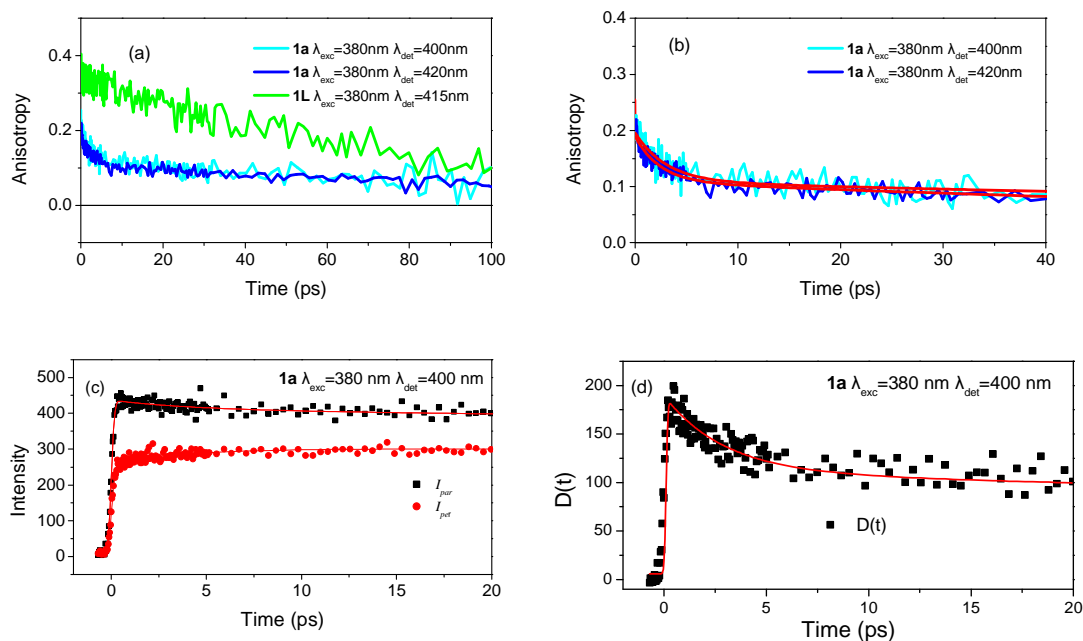 (a)
1a λexc=380nm λdet=400nm
1a λexc=380nm λdet=420nm
1L λexc=380nm λdet=415nm
Anisotropy
0.4
0.2
0.0
0 20 40 60 80 100
Time (ps)
(b)
1a λexc=380nm λdet=400nm
1a λexc=380nm λdet=420nm
Anisotropy
0.4
0.3
0.2
0.1
0.0
0 10 20 30 40
Time (ps)
(c)
1a λexc=380 nm λdet=400 nm
Intensity
500
400
300
200
100
0
Ipar
Ipet
0 5 10 15 20
Time (ps)
(d)
1a λexc=380 nm λdet=400 nm
D(t)
200
150
100
50
0
D(t)
0 5 10 15 20
Time (ps)